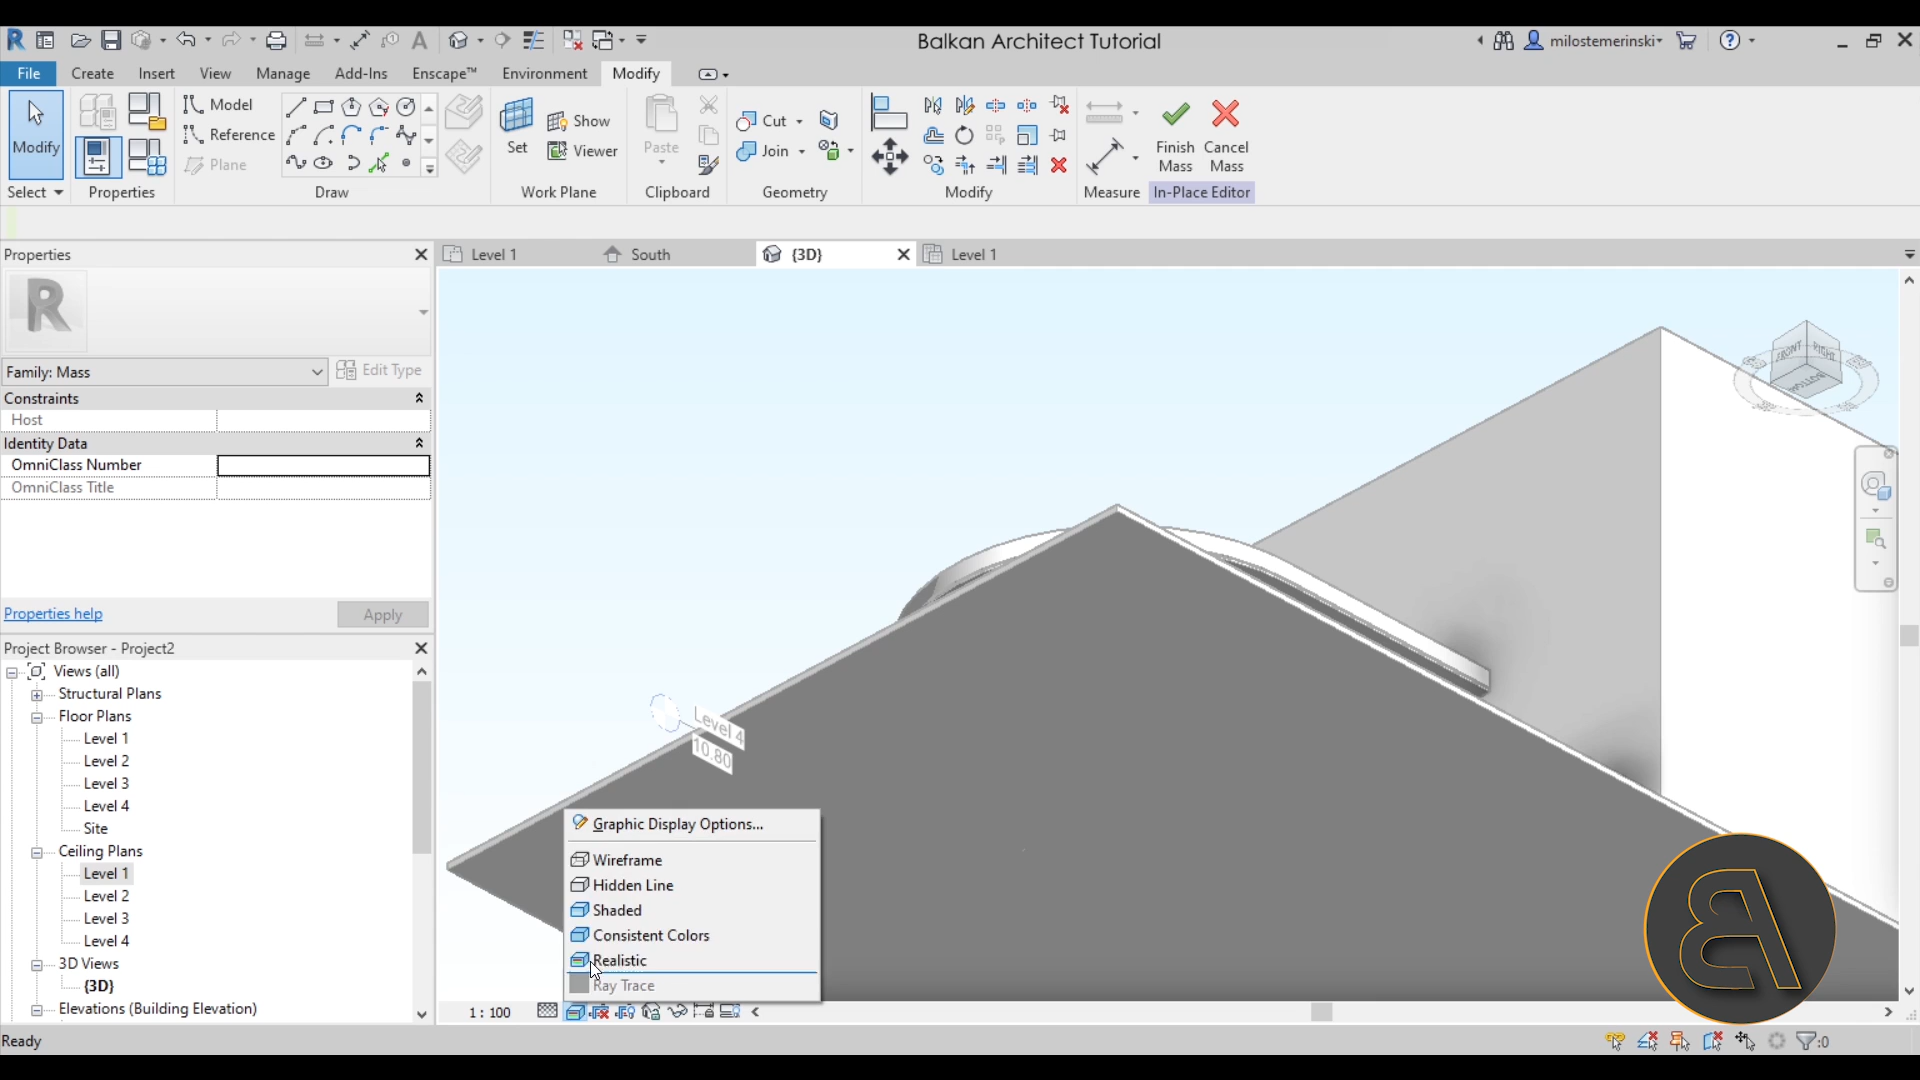 Balkan Architect Tutorial
milostemerinski
File
Create
Insert
View
Manage
Add-Ins
Enscape™
Environment
Modify
Modify
Select
Properties
Model
Reference
Plane
Draw
Set
Show
Viewer
Work Plane
Paste
Clipboard
Cut
Join
Geometry
Modify
Measure
Finish
Mass
Cancel
Mass
In-Place Editor
Properties
Level 1
South
{3D}
Level 1
R
Family: Mass
Edit Type
Constraints
Host
Identity Data
OmniClass Number
OmniClass Title
Properties help
Apply
Project Browser - Project2
Views (all)
Structural Plans
Floor Plans
Level 1
Level 2
Level 3
Level 4
Site
Ceiling Plans
Level 1
Level 2
Level 3
Level 4
3D Views
{3D}
Elevations (Building Elevation)
FRONT
RIGHT
BOTTOM
Level 4
10.80
Graphic Display Options...
Wireframe
Hidden Line
Shaded
Consistent Colors
Realistic
Ray Trace
1 : 100
Ready
:0